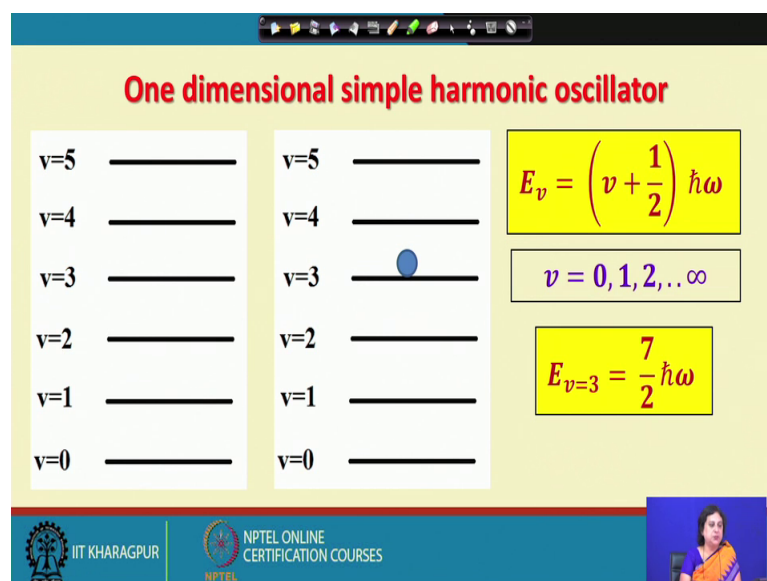 One dimensional simple harmonic oscillator
v=5
v=4
v=3
v=2
v=1
v=0
v=5
v=4
v=3
v=2
v=1
v=0
E_v = (v + 1/2) ħω
v = 0, 1, 2, . . ∞
E_{v=3} = 7/2 ħω
IIT KHARAGPUR
NPTEL ONLINE
CERTIFICATION COURSES
NPTEL